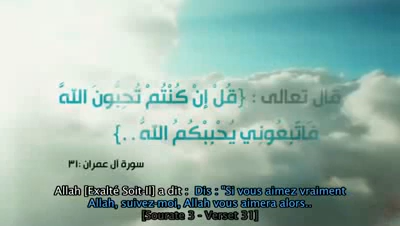 قال تعالى : {قُلْ إِنْ كُنْتُمْ تُحِبُّونَ اللَّهَ
فَاتَّبِعُونِي يُحْبِبْكُمُ اللَّهُ..}
سورة آل عمران :٣١
Allah [Exalté Soit-Il] a dit : Dis : "Si vous aimez vraiment
Allah, suivez-moi, Allah vous aimera alors..
[Sourate 3 - Verset 31]